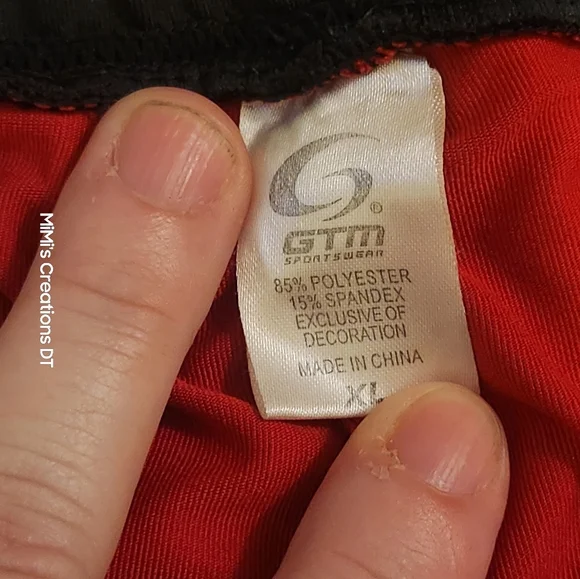 GTM
SPORTSWEAR
85% POLYESTER
15% SPANDEX
EXCLUSIVE OF
DECORATION
MADE IN CHINA
XL
MiMi's Creations DT